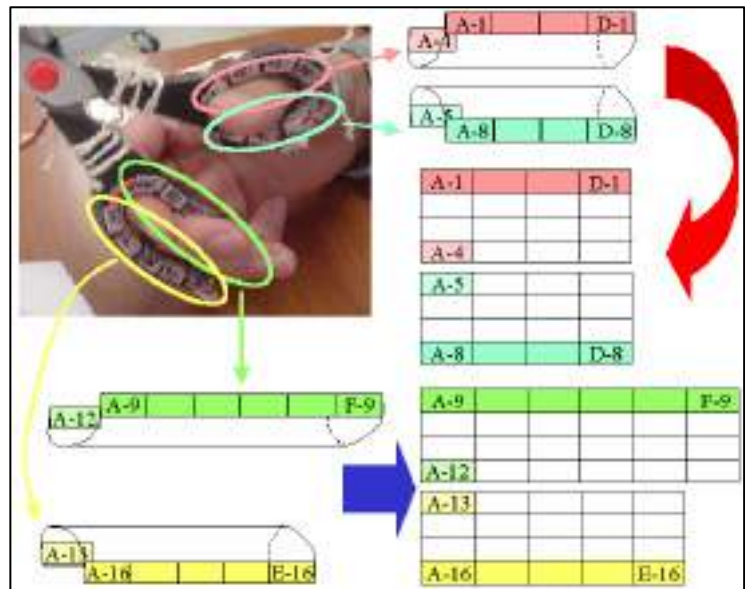 A-1 D-1
A-4
A-5
A-8 D-8
A-1 D-1
A-4
A-5
A-8 D-8
A-9 F-9
A-12
A-9 F-9
A-12
A-13
A-16 E-16
A-13
A-16 E-16